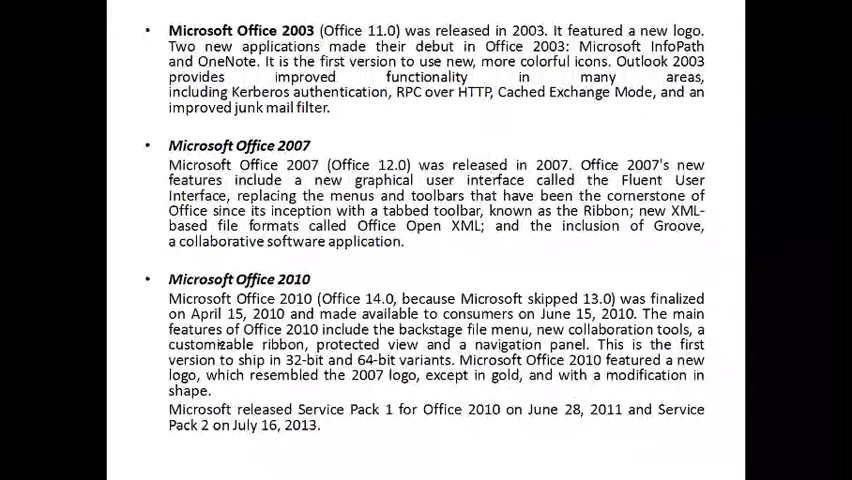 • Microsoft Office 2003 (Office 11.0) was released in 2003. It featured a new logo.
Two new applications made their debut in Office 2003: Microsoft InfoPath
and OneNote. It is the first version to use new, more colorful icons. Outlook 2003
provides improved functionality in many areas,
including Kerberos authentication, RPC over HTTP, Cached Exchange Mode, and an
improved junk mail filter.
• Microsoft Office 2007
Microsoft Office 2007 (Office 12.0) was released in 2007. Office 2007's new
features include a new graphical user interface called the Fluent User
Interface, replacing the menus and toolbars that have been the cornerstone of
Office since its inception with a tabbed toolbar, known as the Ribbon; new XML-
based file formats called Office Open XML; and the inclusion of Groove,
a collaborative software application.
• Microsoft Office 2010
Microsoft Office 2010 (Office 14.0, because Microsoft skipped 13.0) was finalized
on April 15, 2010 and made available to consumers on June 15, 2010. The main
features of Office 2010 include the backstage file menu, new collaboration tools, a
customizable ribbon, protected view and a navigation panel. This is the first
version to ship in 32-bit and 64-bit variants. Microsoft Office 2010 featured a new
logo, which resembled the 2007 logo, except in gold, and with a modification in
shape.
Microsoft released Service Pack 1 for Office 2010 on June 28, 2011 and Service
Pack 2 on July 16, 2013.